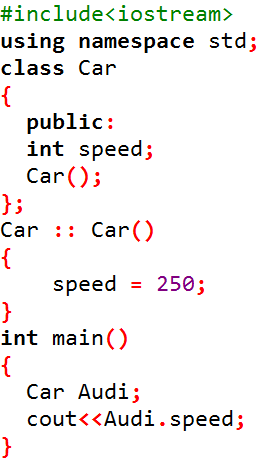 #include<iostream>
using namespace std;
class Car
{
  public:
  int speed;
  Car();
};
Car :: Car()
{
    speed = 250;
}
int main()
{
  Car Audi;
  cout<<Audi.speed;
}